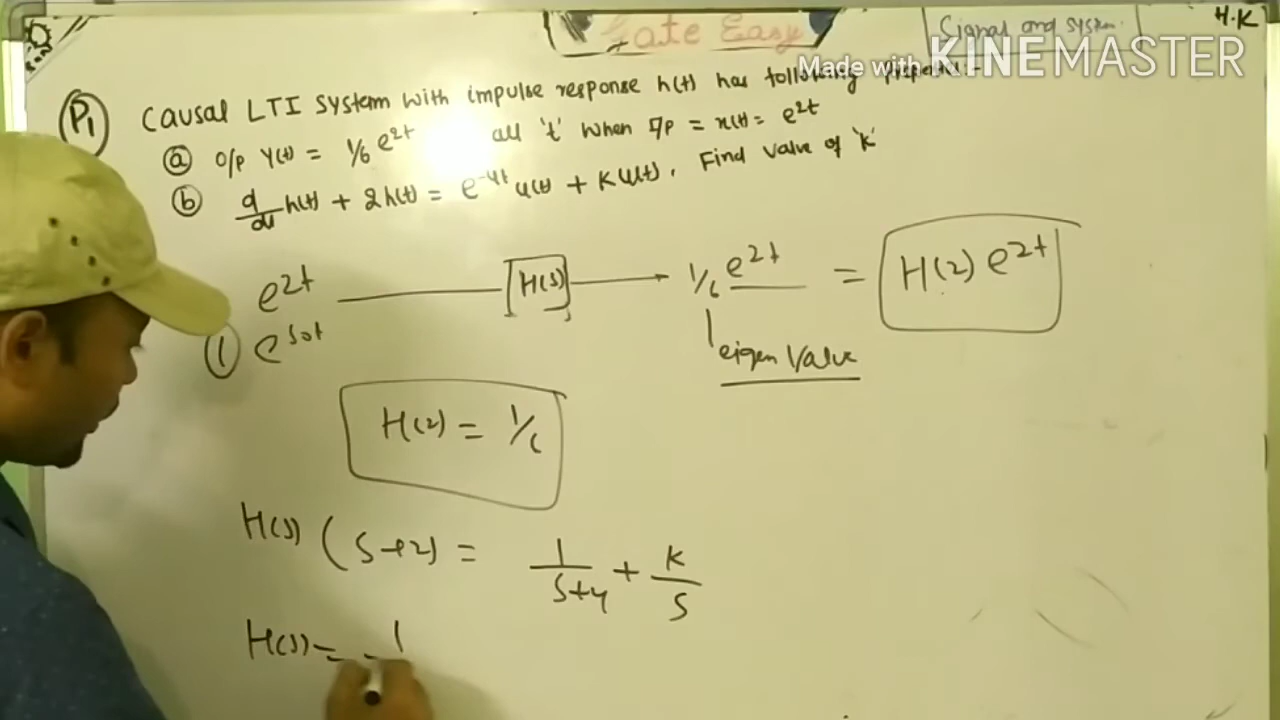 Gate Easy
Signal and system
H.K
Made with KINEMASTER
P1 Causal LTI System with impulse response h(t) has following
(a) O/P Y(t) = 1/6 e^2t all 't' when I/P = x(t) = e^2t
(b) d/dt h(t) + 2h(t) = e^-4t u(t) + K u(t). Find value of 'K'
e^2t H(s) 1/6 e^2t = H(2) e^2t
(1) e^sot
eigen value
H(2) = 1/6
H(s) (s+2) = 1/s+4 + K/s
H(s) = 1